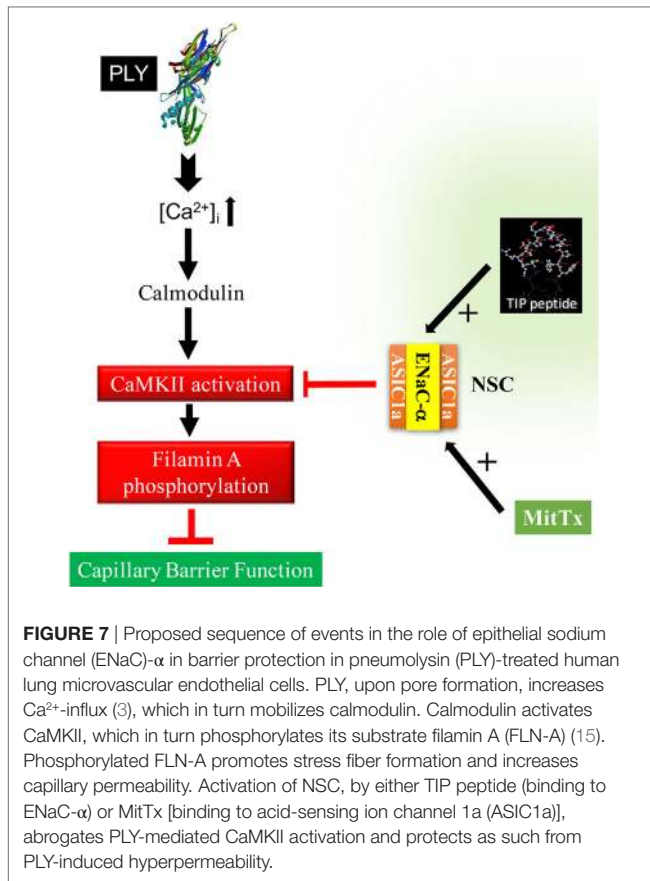 PLY
[Ca²⁺]i
Calmodulin
TIP peptide
+
CaMKII activation
ASIC1a
ENaC-α
ASIC1a
NSC
Filamin A
phosphorylation
+
MitTx
Capillary Barrier Function
FIGURE 7 | Proposed sequence of events in the role of epithelial sodium
channel (ENaC)-α in barrier protection in pneumolysin (PLY)-treated human
lung microvascular endothelial cells. PLY, upon pore formation, increases
Ca²⁺-influx (3), which in turn mobilizes calmodulin. Calmodulin activates
CaMKII, which in turn phosphorylates its substrate filamin A (FLN-A) (15).
Phosphorylated FLN-A promotes stress fiber formation and increases
capillary permeability. Activation of NSC, by either TIP peptide (binding to
ENaC-α) or MitTx [binding to acid-sensing ion channel 1a (ASIC1a)],
abrogates PLY-mediated CaMKII activation and protects as such from
PLY-induced hyperpermeability.